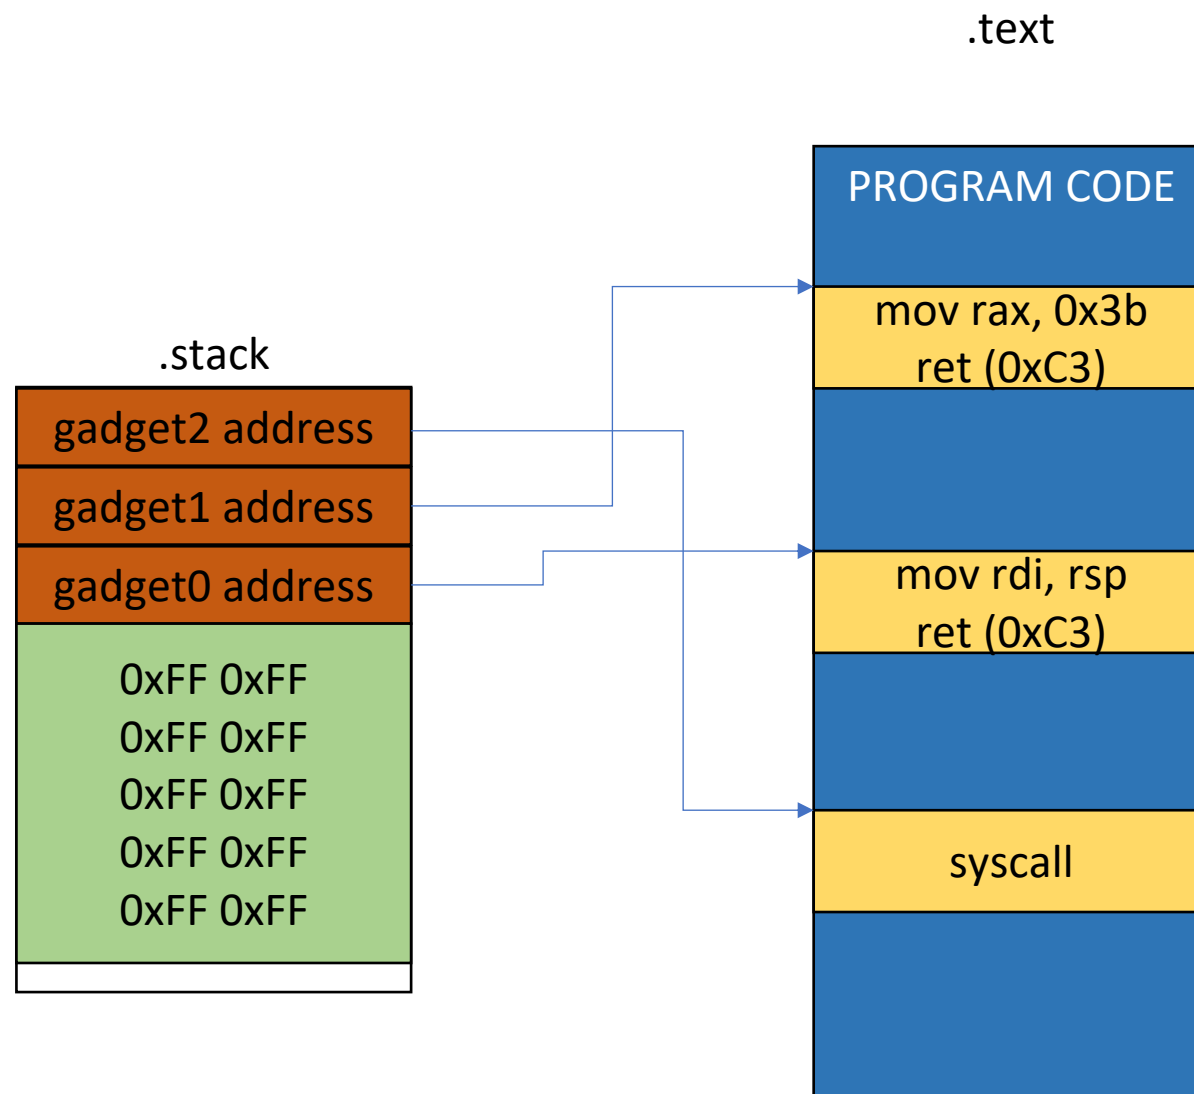 .text
PROGRAM CODE
mov rax, 0x3b
ret (0xC3)
.stack
gadget2 address
gadget1 address
gadget0 address
mov rdi, rsp
ret (0xC3)
0xFF 0xFF
0xFF 0xFF
0xFF 0xFF
0xFF 0xFF
0xFF 0xFF
syscall